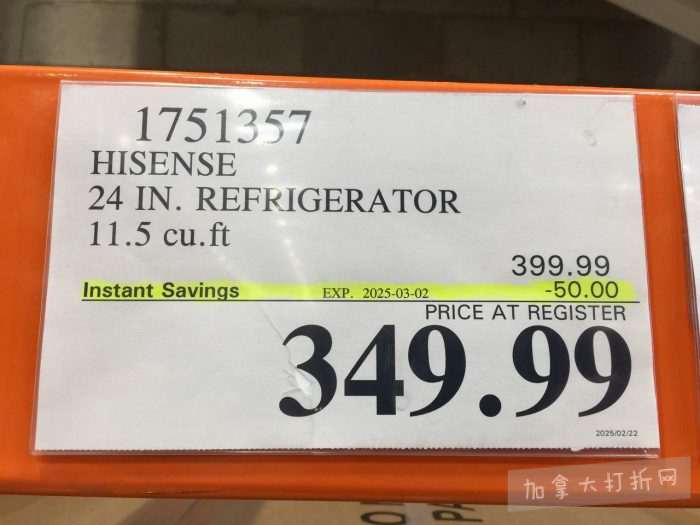 1751357
HISENSE
24 IN. REFRIGERATOR
11.5 cu.ft
399.99
Instant Savings EXP. 2025-03-02 -50.00
PRICE AT REGISTER
349.99
2025/02/22
加拿大打折网